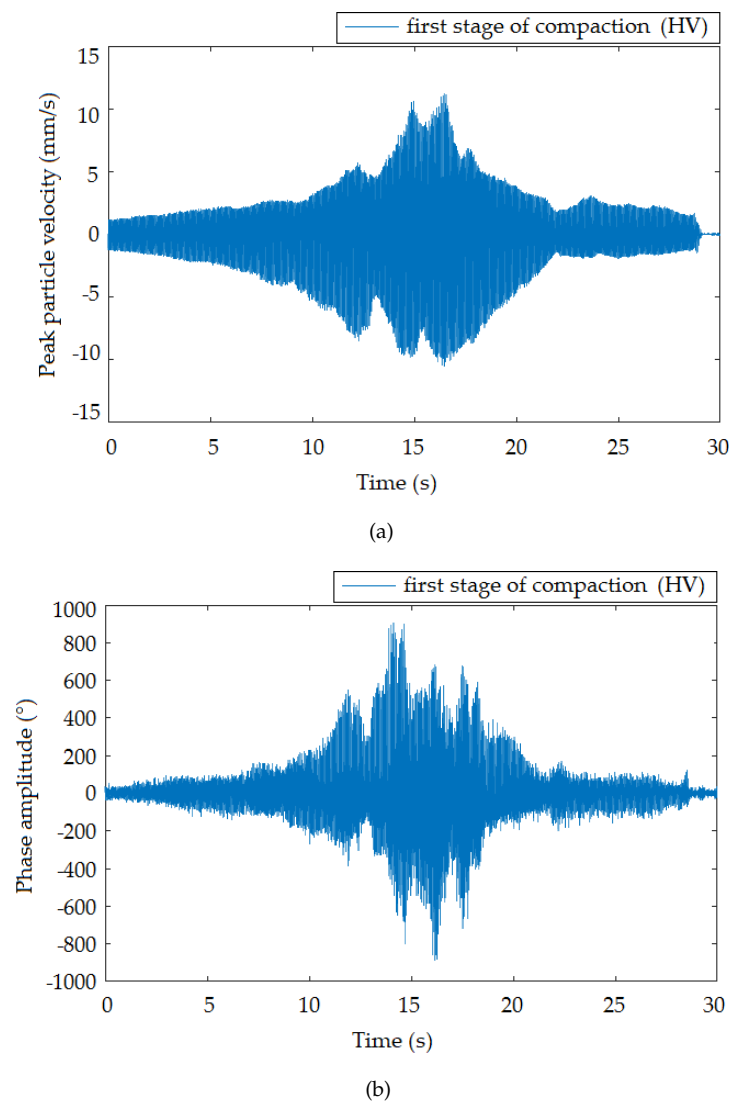 first stage of compaction (HV)
15
10
5
0
-5
-10
-15
Peak particle velocity (mm/s)
0 5 10 15 20 25 30
Time (s)
(a)
first stage of compaction (HV)
1000
800
600
400
200
0
-200
-400
-600
-800
-1000
Phase amplitude (°)
0 5 10 15 20 25 30
Time (s)
(b)